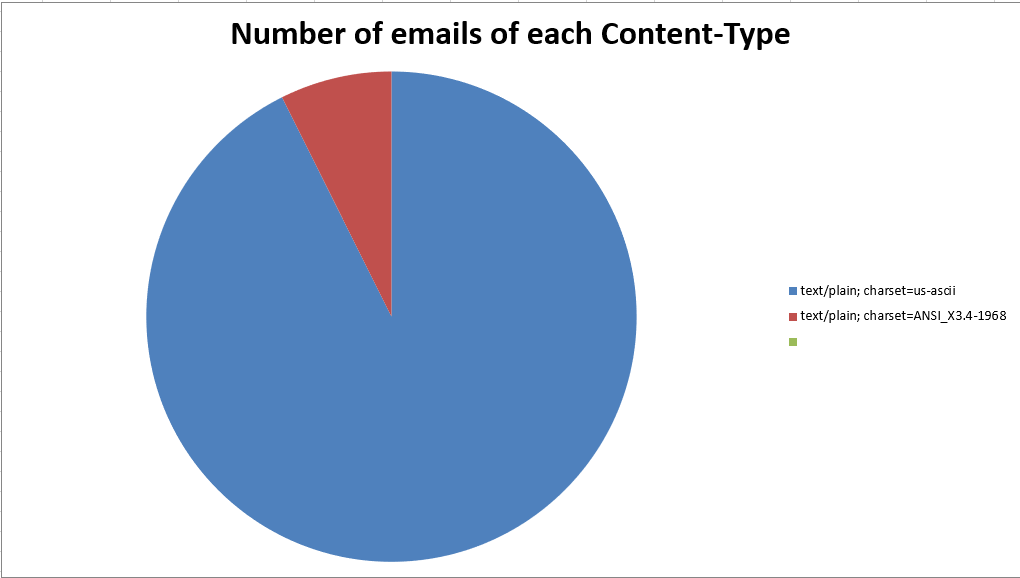 Number of emails of each Content-Type
text/plain; charset=us-ascii
text/plain; charset=ANSI_X3.4-1968